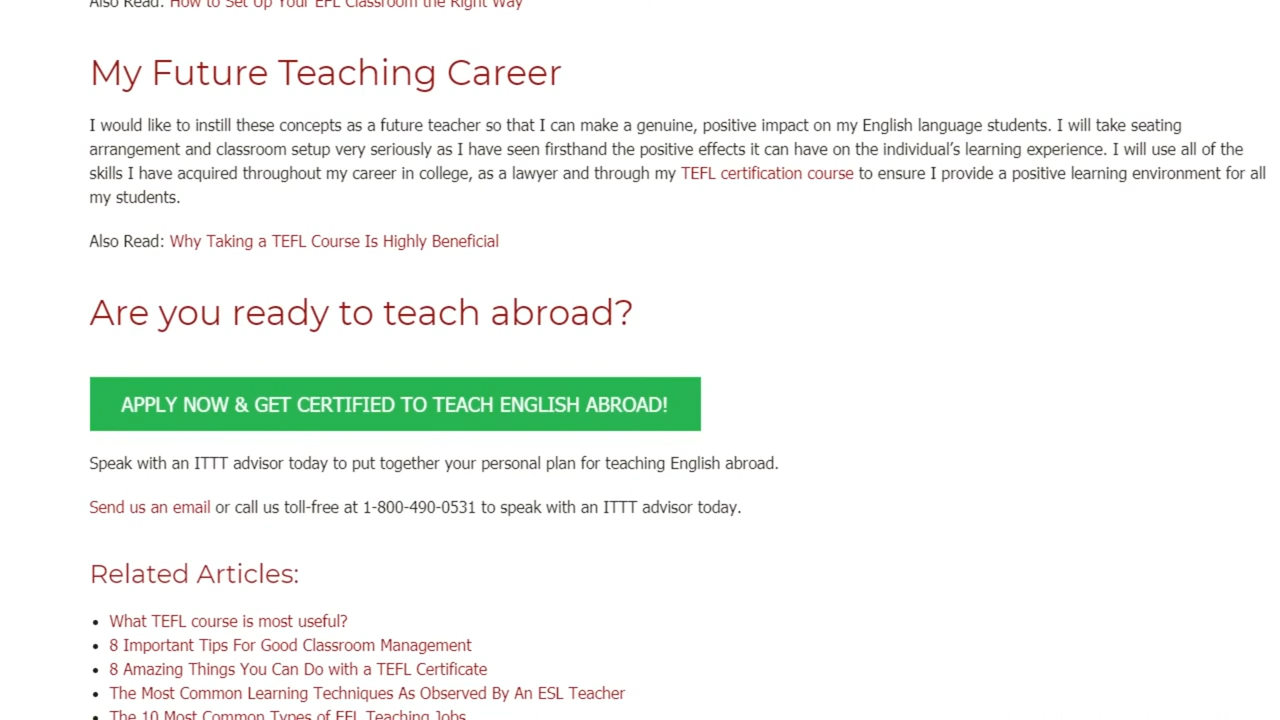 Also Read: How to Set Up Your EFL Classroom the Right Way
My Future Teaching Career
I would like to instill these concepts as a future teacher so that I can make a genuine, positive impact on my English language students. I will take seating
arrangement and classroom setup very seriously as I have seen firsthand the positive effects it can have on the individual's learning experience. I will use all of the
skills I have acquired throughout my career in college, as a lawyer and through my TEFL certification course to ensure I provide a positive learning environment for all
my students.
Also Read: Why Taking a TEFL Course Is Highly Beneficial
Are you ready to teach abroad?
APPLY NOW & GET CERTIFIED TO TEACH ENGLISH ABROAD!
Speak with an ITTT advisor today to put together your personal plan for teaching English abroad.
Send us an email or call us toll-free at 1-800-490-0531 to speak with an ITTT advisor today.
Related Articles:
• What TEFL course is most useful?
• 8 Important Tips For Good Classroom Management
• 8 Amazing Things You Can Do with a TEFL Certificate
• The Most Common Learning Techniques As Observed By An ESL Teacher
• The 10 Most Common Types of EFL Teaching Jobs